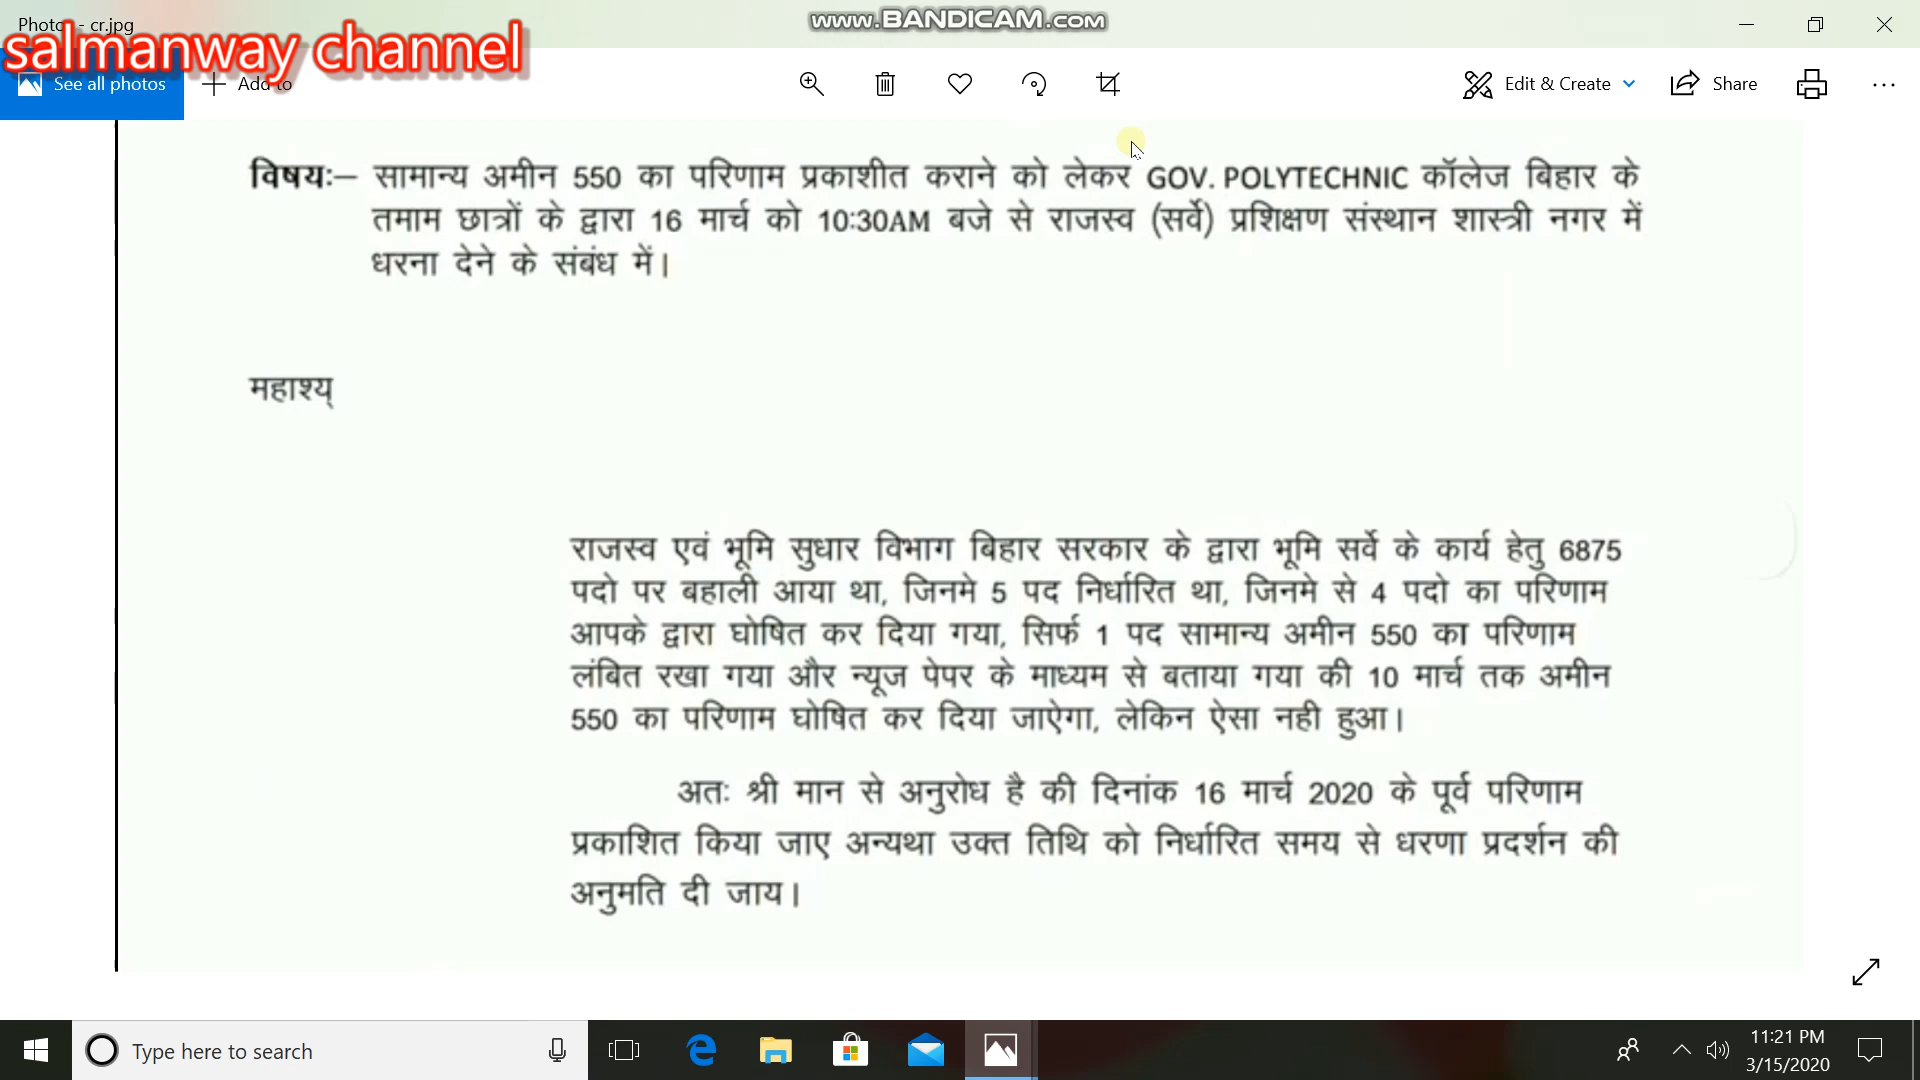 Photos - cr.jpg
www.BANDICAM.com
salmanway channel
See all photos
Add to
Edit & Create
Share
विषयः– सामान्य अमीन 550 का परिणाम प्रकाशीत कराने को लेकर GOV. POLYTECHNIC कॉलेज बिहार के
तमाम छात्रों के द्वारा 16 मार्च को 10:30AM बजे से राजस्व (सर्वे) प्रशिक्षण संस्थान शास्त्री नगर में
धरना देने के संबंध में।
महाश्य्
राजस्व एवं भूमि सुधार विभाग बिहार सरकार के द्वारा भूमि सर्वे के कार्य हेतु 6875
पदो पर बहाली आया था, जिनमे 5 पद निर्धारित था, जिनमे से 4 पदो का परिणाम
आपके द्वारा घोषित कर दिया गया, सिर्फ 1 पद सामान्य अमीन 550 का परिणाम
लंबित रखा गया और न्यूज पेपर के माध्यम से बताया गया की 10 मार्च तक अमीन
550 का परिणाम घोषित कर दिया जाऐगा, लेकिन ऐसा नही हुआ।
अतः श्री मान से अनुरोध है की दिनांक 16 मार्च 2020 के पूर्व परिणाम
प्रकाशित किया जाए अन्यथा उक्त तिथि को निर्धारित समय से धरणा प्रदर्शन की
अनुमति दी जाय।
Type here to search
11:21 PM
3/15/2020